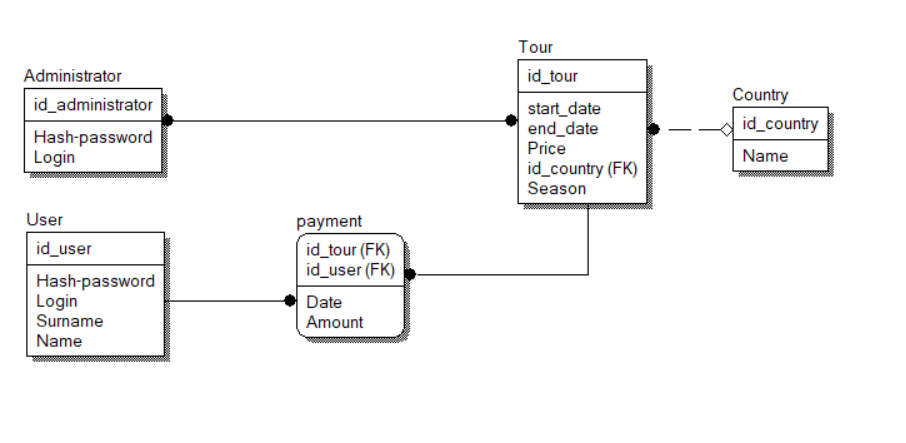 Administrator
id_administrator
Hash-password
Login
Tour
id_tour
start_date
end_date
Price
id_country (FK)
Season
Country
id_country
Name
User
id_user
Hash-password
Login
Surname
Name
payment
id_tour (FK)
id_user (FK)
Date
Amount